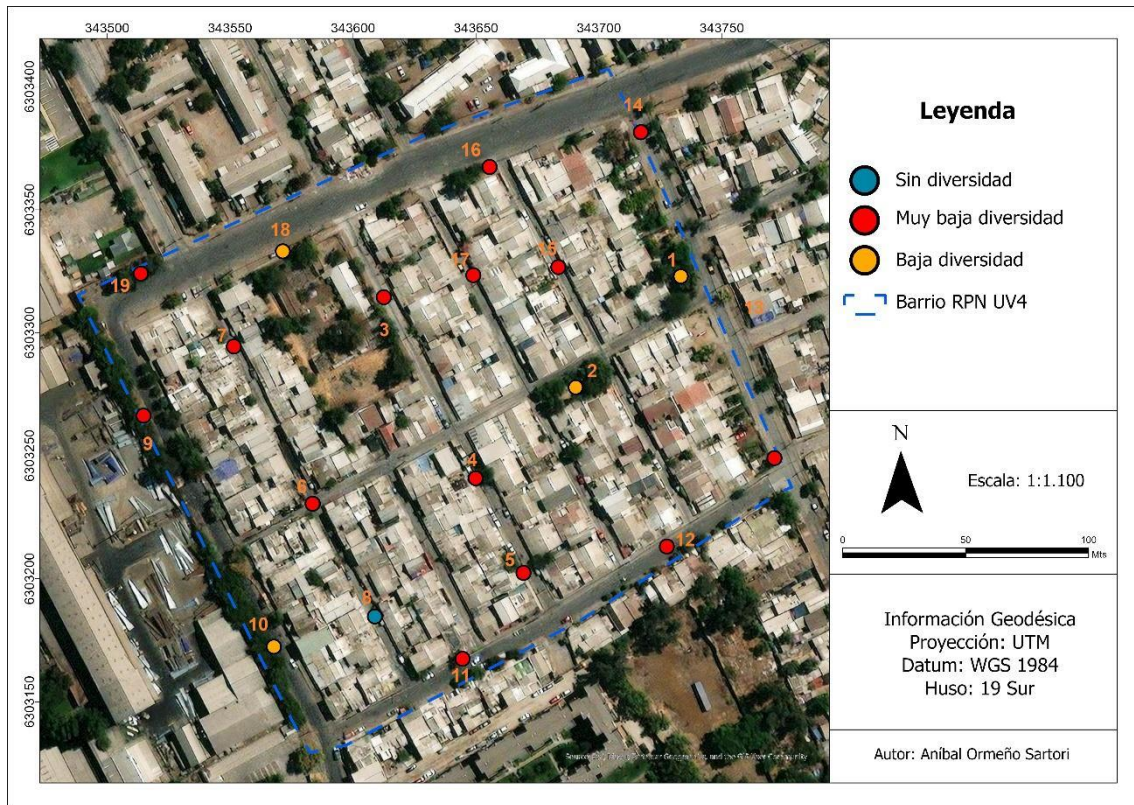 343500 343550 343600 343650 343700 343750
6303400
6303350
6303300
6303250
6303200
6303150
14
16
18
17
15
1
19
3
13
7
2
9
4
6
5
12
8
10
11
Leyenda
Sin diversidad
Muy baja diversidad
Baja diversidad
Barrio RPN UV4
N
Escala: 1:1.100
0 50 100
Mts
Información Geodésica
Proyección: UTM
Datum: WGS 1984
Huso: 19 Sur
Autor: Aníbal Ormeño Sartori